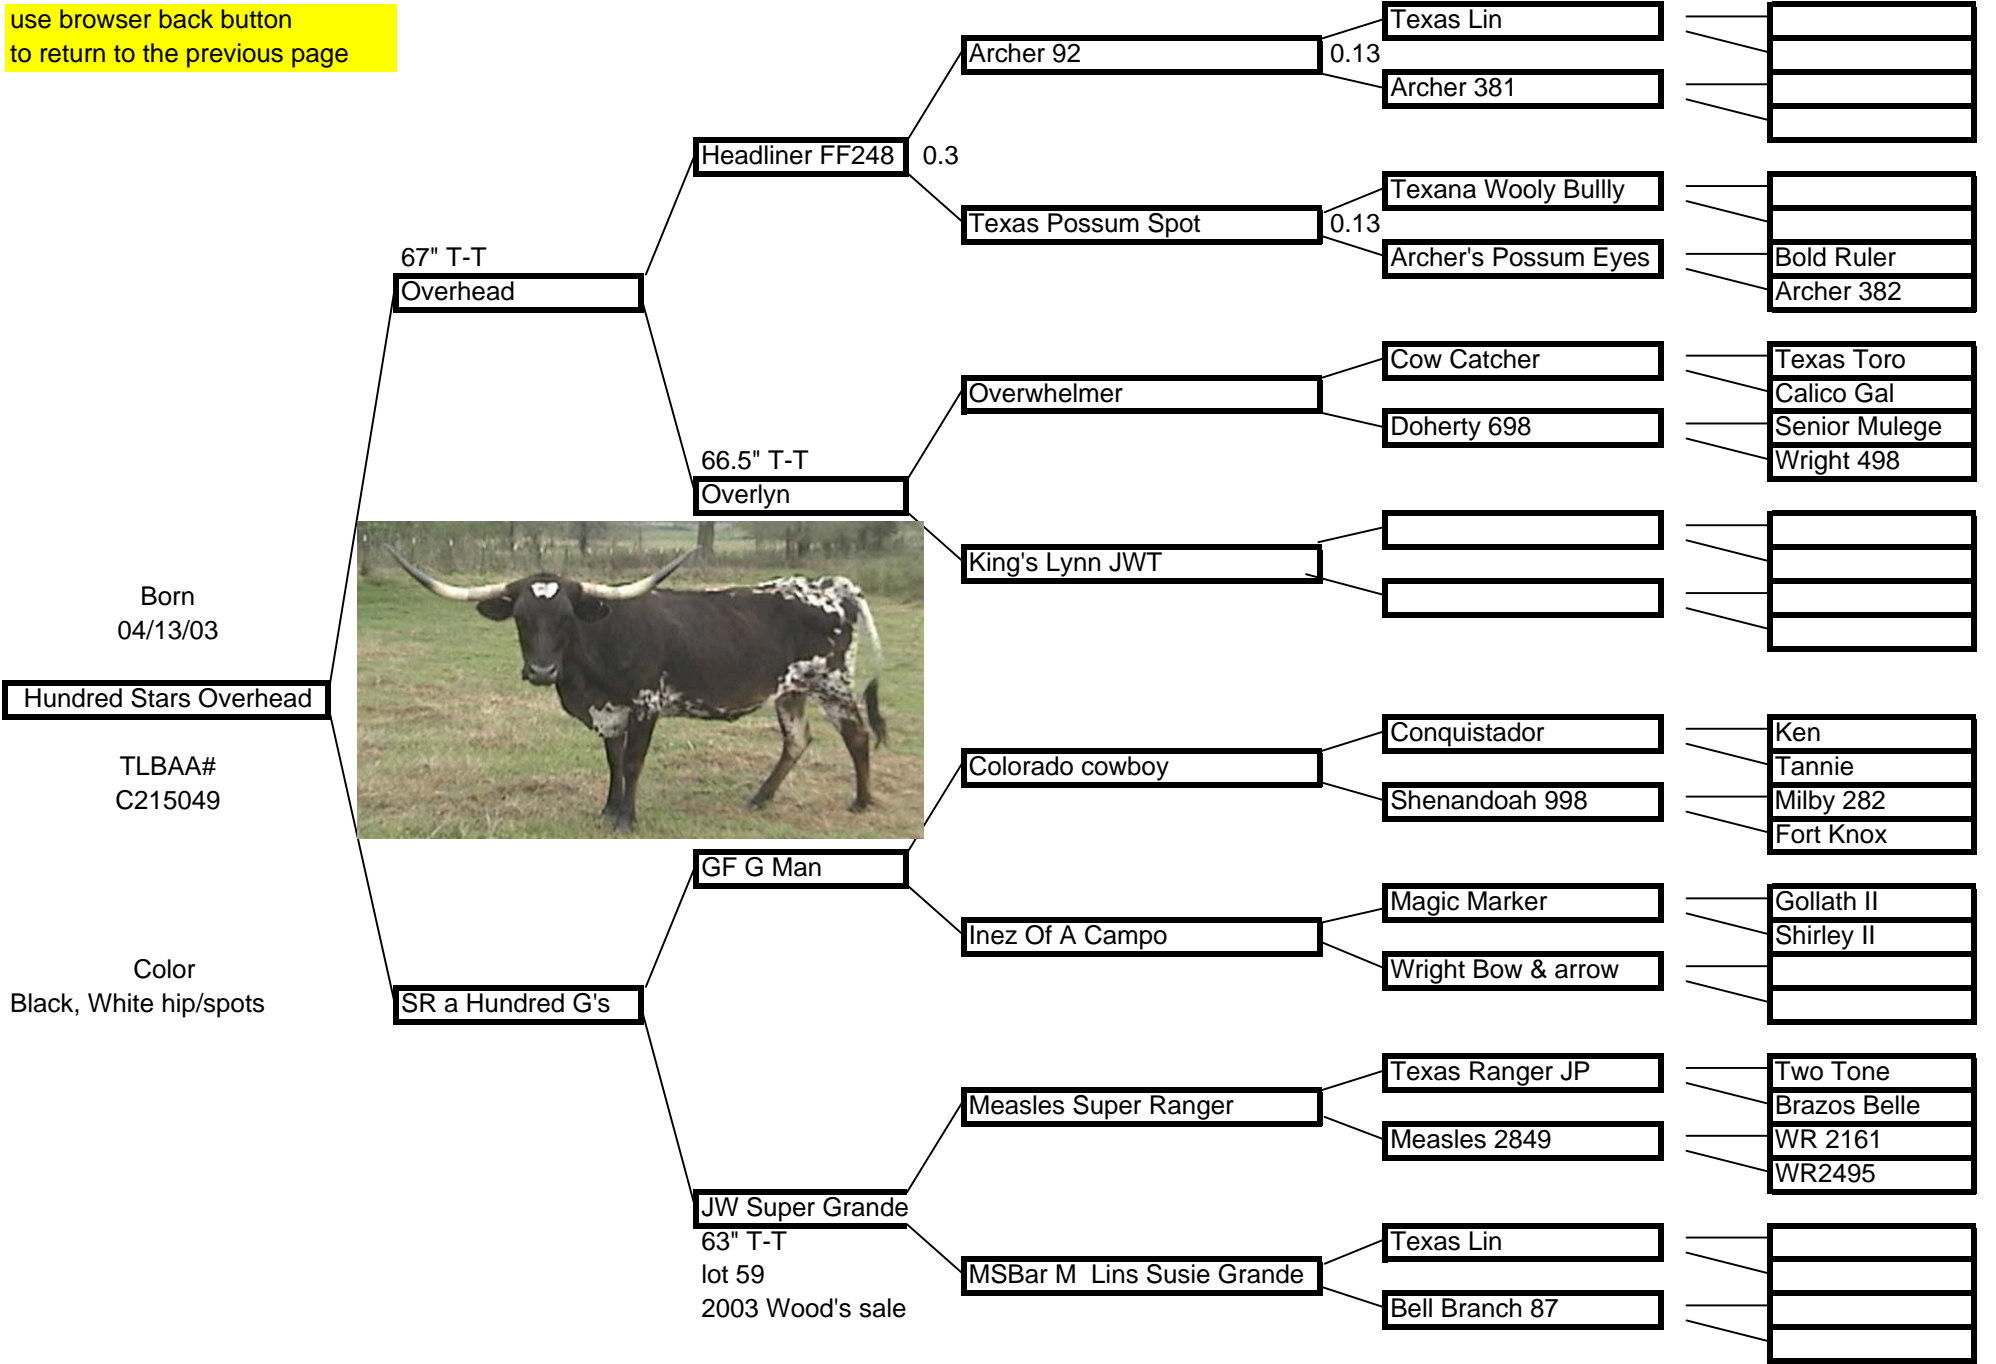 use browser back button
to return to the previous page
Texas Lin
Archer 92
0.13
Archer 381
Headliner FF248
0.3
Texana Wooly Bullly
Texas Possum Spot
0.13
Archer's Possum Eyes
Bold Ruler
Archer 382
67" T-T
Overhead
Cow Catcher
Texas Toro
Calico Gal
Overwhelmer
Doherty 698
Senior Mulege
Wright 498
66.5" T-T
Overlyn
King's Lynn JWT
Born
04/13/03
Hundred Stars Overhead
TLBAA#
C215049
Conquistador
Ken
Tannie
Colorado cowboy
Shenandoah 998
Milby 282
Fort Knox
GF G Man
Magic Marker
Gollath II
Shirley II
Inez Of A Campo
Wright Bow & arrow
Color
Black, White hip/spots
SR a Hundred G's
Texas Ranger JP
Two Tone
Brazos Belle
Measles Super Ranger
Measles 2849
WR 2161
WR2495
JW Super Grande
63" T-T
lot 59
2003 Wood's sale
Texas Lin
MSBar M  Lins Susie Grande
Bell Branch 87